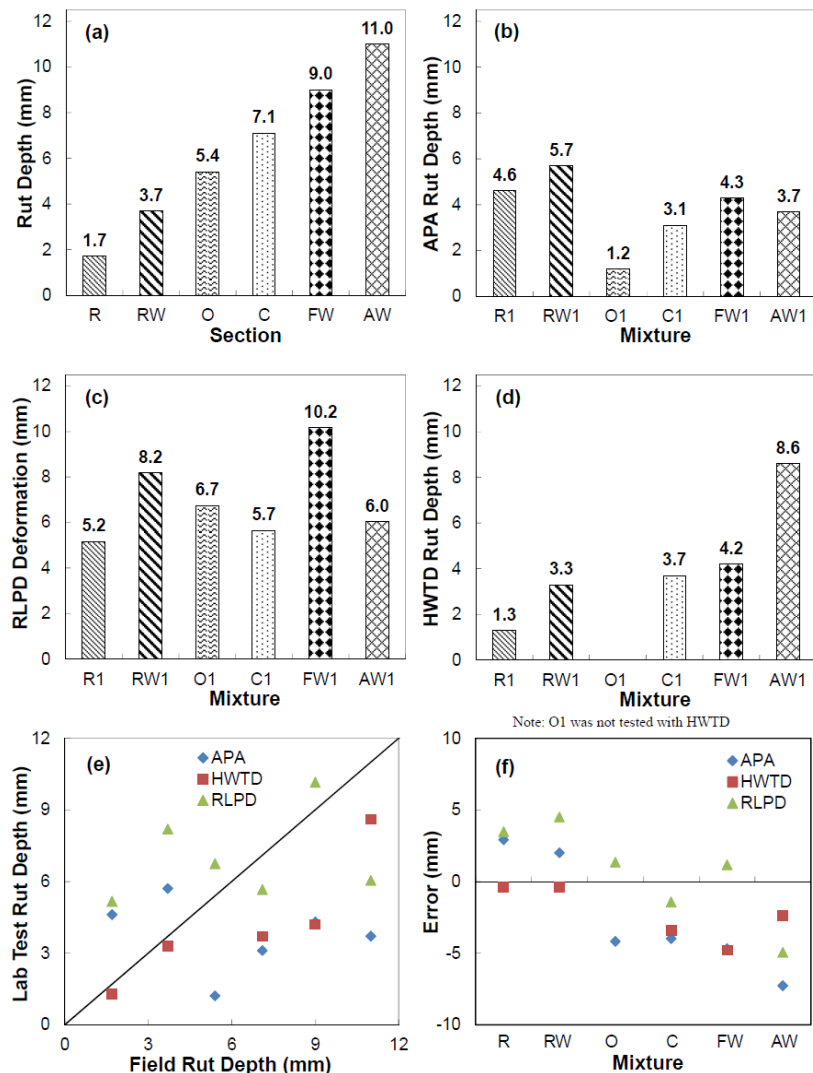 (a)
Rut Depth (mm)
12
10
8
6
4
2
0
1.7
3.7
5.4
7.1
9.0
11.0
R RW O C FW AW
Section
(b)
APA Rut Depth (mm)
12
10
8
6
4
2
0
4.6
5.7
1.2
3.1
4.3
3.7
R1 RW1 O1 C1 FW1 AW1
Mixture
(c)
RLPD Deformation (mm)
12
10
8
6
4
2
0
5.2
8.2
6.7
5.7
10.2
6.0
R1 RW1 O1 C1 FW1 AW1
Mixture
(d)
HWTD Rut Depth (mm)
12
10
8
6
4
2
0
1.3
3.3
3.7
4.2
8.6
R1 RW1 O1 C1 FW1 AW1
Mixture
Note: O1 was not tested with HWTD
(e)
Lab Test Rut Depth (mm)
12
9
6
3
0
APA
HWTD
RLPD
0 3 6 9 12
Field Rut Depth (mm)
(f)
Error (mm)
10
5
0
-5
-10
APA
HWTD
RLPD
R RW O C FW AW
Mixture